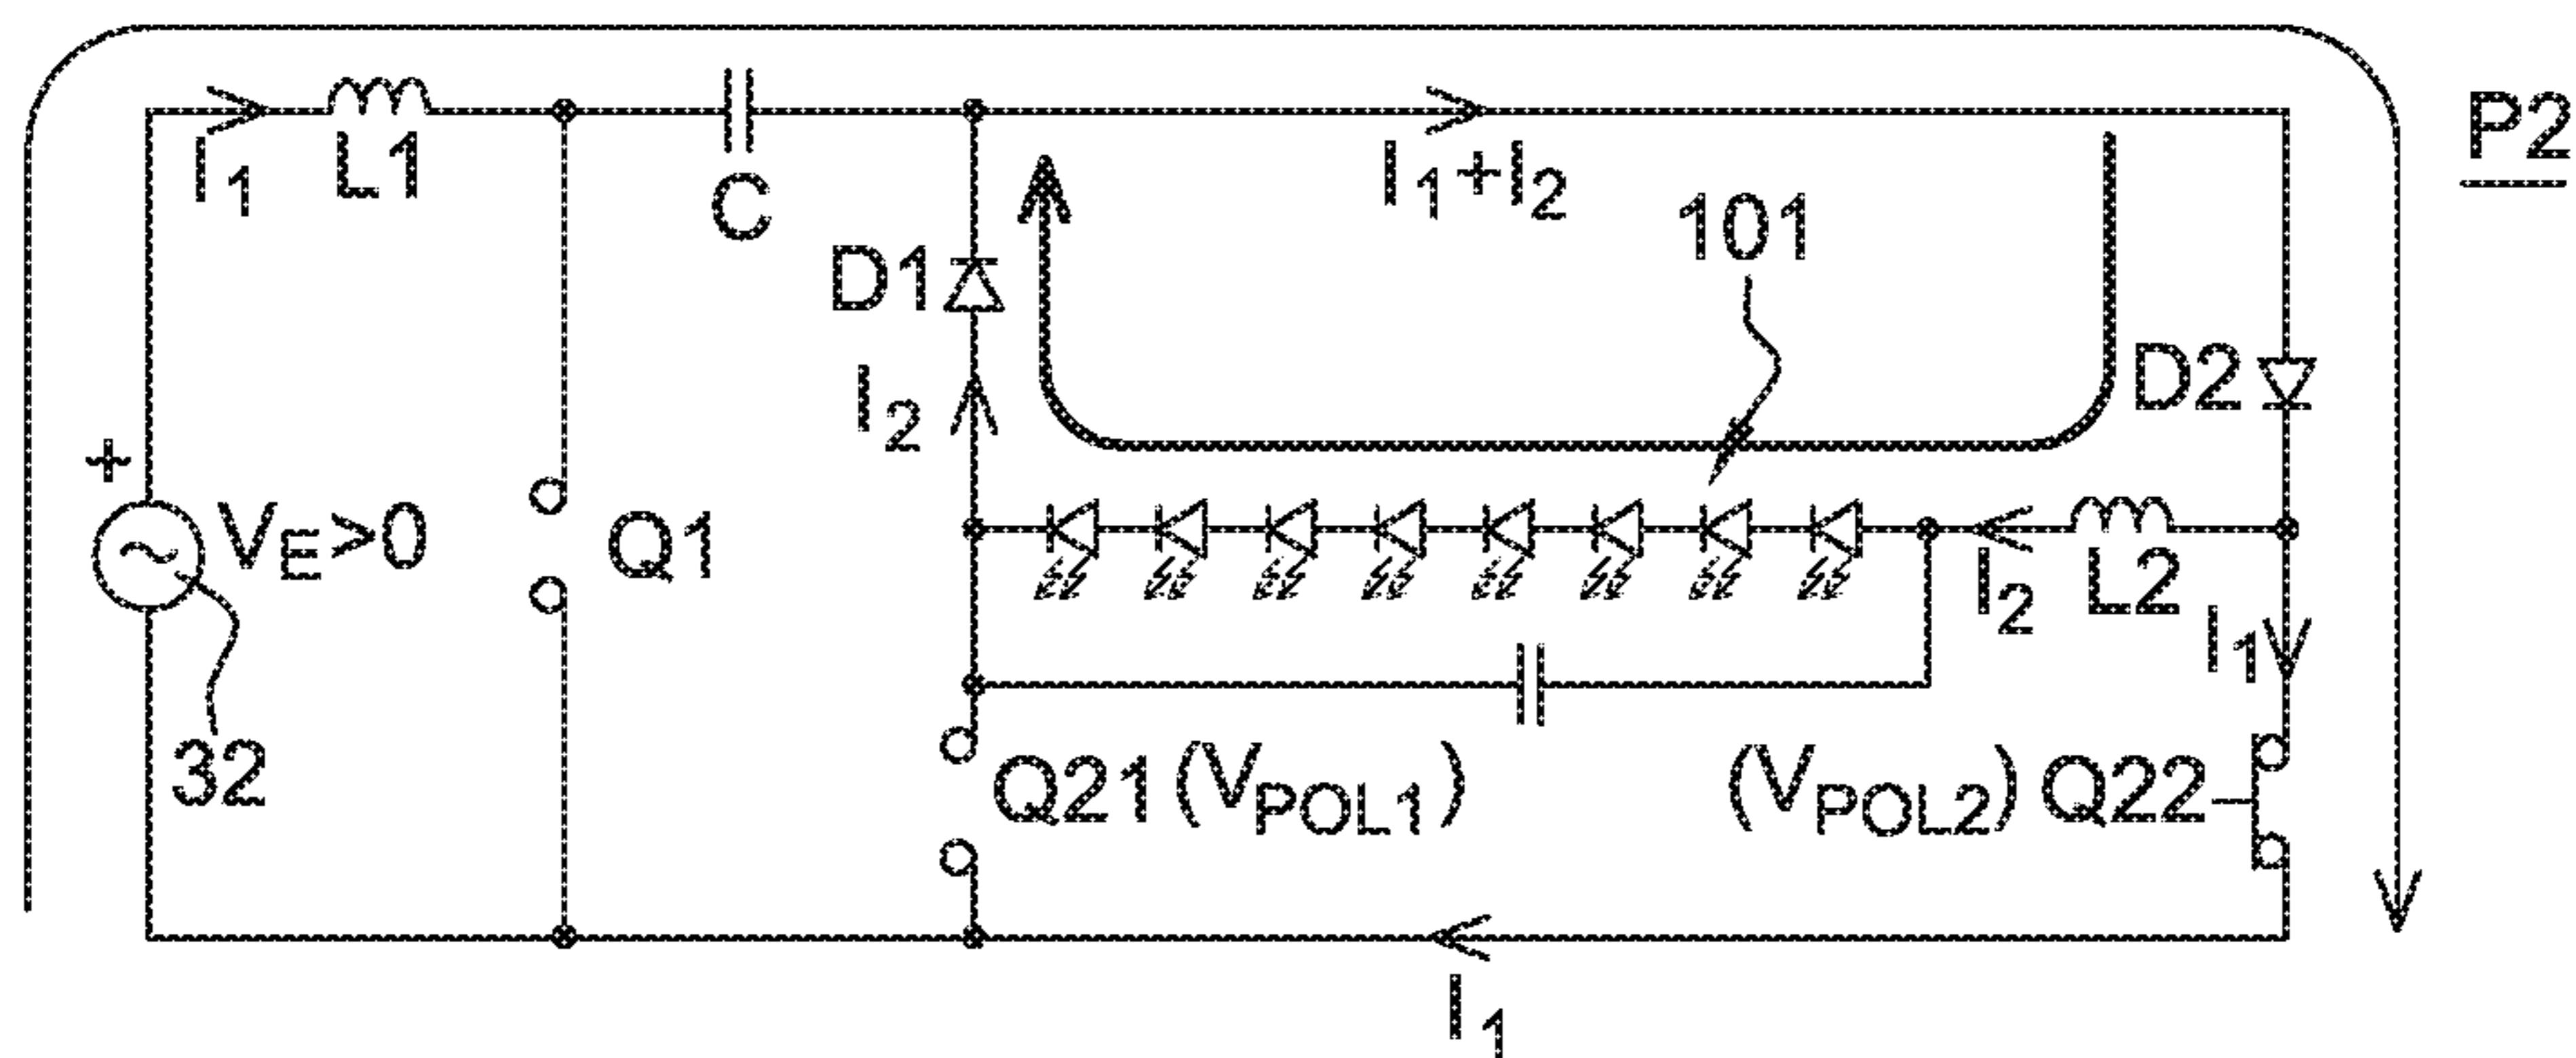 P2
I1
L1
C
I1+I2
101
D1
I2
D2
+
VE>0
Q1
I2
L2
I1
32
Q21 (VPOL1)
(VPOL2) Q22
I1